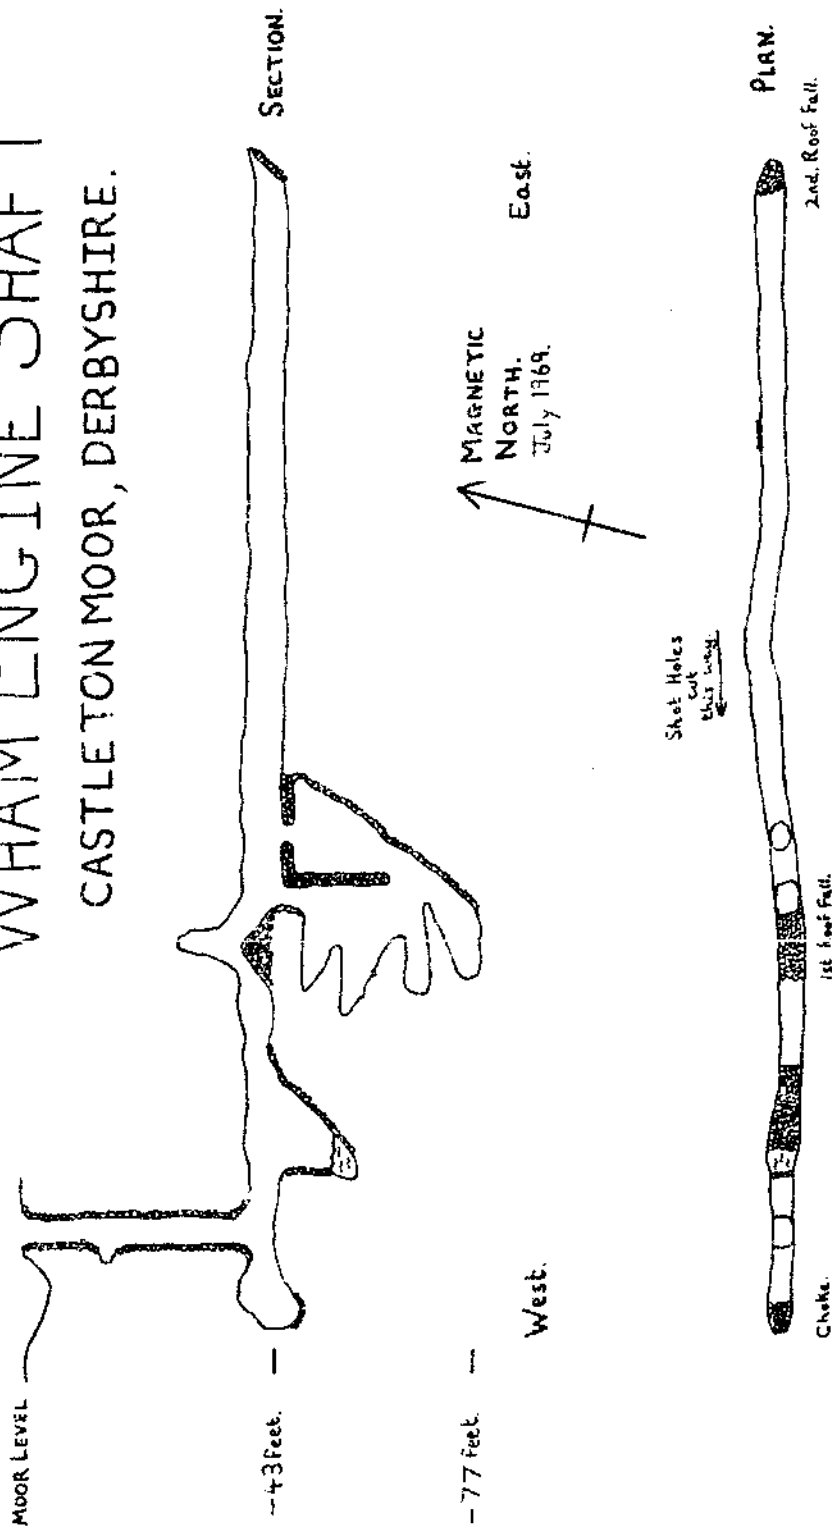 WHAM ENGINE SHAFT
CASTLETON MOOR, DERBYSHIRE.
MOOR LEVEL
SECTION.
-43 feet.
-77 feet.
West.
East.
MAGNETIC
NORTH.
July 1969.
Shot Holes
cut
this way.
PLAN.
Choke.
1st Roof Fall.
2nd. Roof Fall.